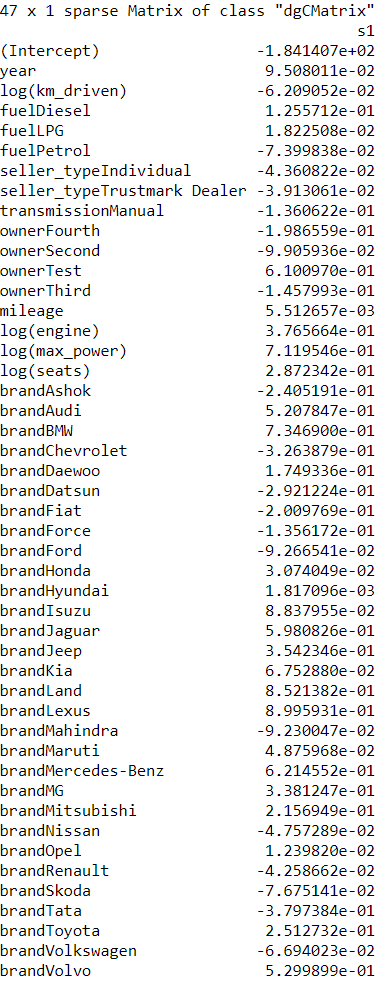 47 x 1 sparse Matrix of class "dgCMatrix"
s1
(Intercept) -1.841407e+02
year 9.508011e-02
log(km_driven) -6.209052e-02
fuelDiesel 1.255712e-01
fuelLPG 1.822508e-02
fuelPetrol -7.399838e-02
seller_typeIndividual -4.360822e-02
seller_typeTrustmark Dealer -3.913061e-02
transmissionManual -1.360622e-01
ownerFourth -1.986559e-01
ownerSecond -9.905936e-02
ownerTest 6.100970e-01
ownerThird -1.457993e-01
mileage 5.512657e-03
log(engine) 3.765664e-01
log(max_power) 7.119546e-01
log(seats) 2.872342e-01
brandAshok -2.405191e-01
brandAudi 5.207847e-01
brandBMW 7.346900e-01
brandChevrolet -3.263879e-01
brandDaewoo 1.749336e-01
brandDatsun -2.921224e-01
brandFiat -2.009769e-01
brandForce -1.356172e-01
brandFord -9.266541e-02
brandHonda 3.074049e-02
brandHyundai 1.817096e-03
brandIsuzu 8.837955e-02
brandJaguar 5.980826e-01
brandJeep 3.542346e-01
brandKia 6.752880e-02
brandLand 8.521382e-01
brandLexus 8.995931e-01
brandMahindra -9.230047e-02
brandMaruti 4.875968e-02
brandMercedes-Benz 6.214552e-01
brandMG 3.381247e-01
brandMitsubishi 2.156949e-01
brandNissan -4.757289e-02
brandOpel 1.239820e-02
brandRenault -4.258662e-02
brandSkoda -7.675141e-02
brandTata -3.797384e-01
brandToyota 2.512732e-01
brandVolkswagen -6.694023e-02
brandVolvo 5.299899e-01